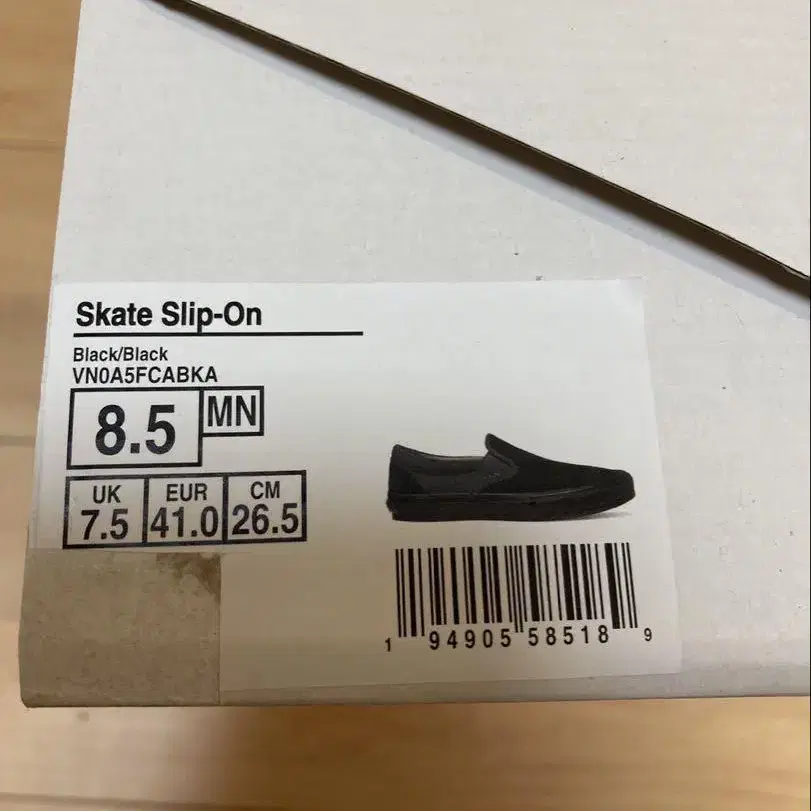 Skate Slip-On
Black/Black
VN0A5FCABKA
8.5 MN
UK EUR CM
7.5 41.0 26.5
1 94905 58518 9